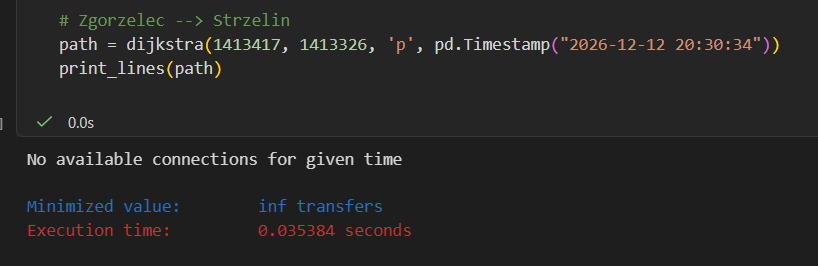 # Zgorzelec --> Strzelin
path = dijkstra(1413417, 1413326, 'p', pd.Timestamp("2026-12-12 20:30:34"))
print_lines(path)
]
0.0s
No available connections for given time
Minimized value: inf transfers
Execution time: 0.035384 seconds